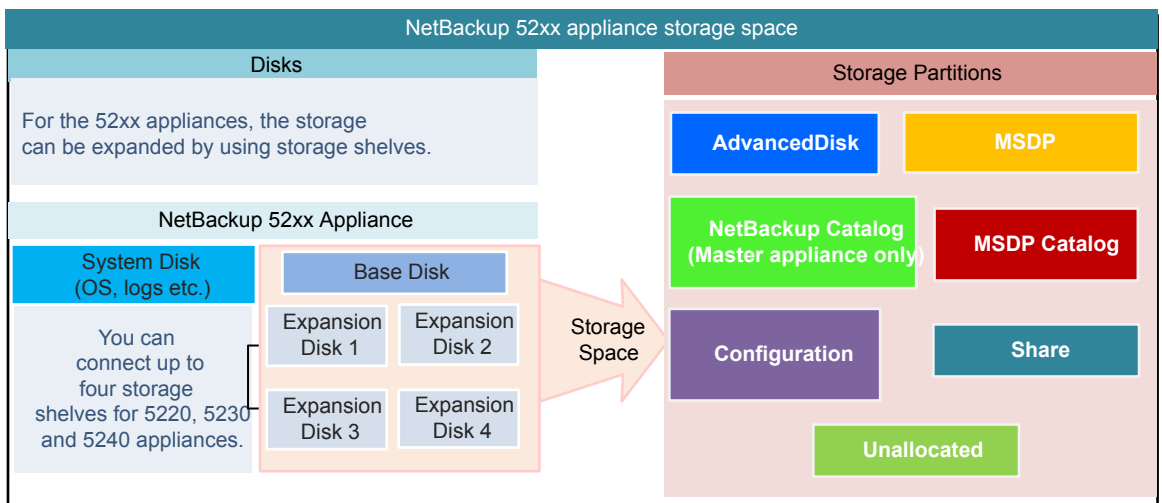 NetBackup 52xx appliance storage space
Disks
For the 52xx appliances, the storage
can be expanded by using storage shelves.
NetBackup 52xx Appliance
System Disk
(OS, logs etc.)
You can
connect up to
four storage
shelves for 5220, 5230
and 5240 appliances.
Base Disk
Expansion
Disk 1
Expansion
Disk 2
Expansion
Disk 3
Expansion
Disk 4
Storage
Space
Storage Partitions
AdvancedDisk
MSDP
NetBackup Catalog
(Master appliance only)
MSDP Catalog
Configuration
Share
Unallocated